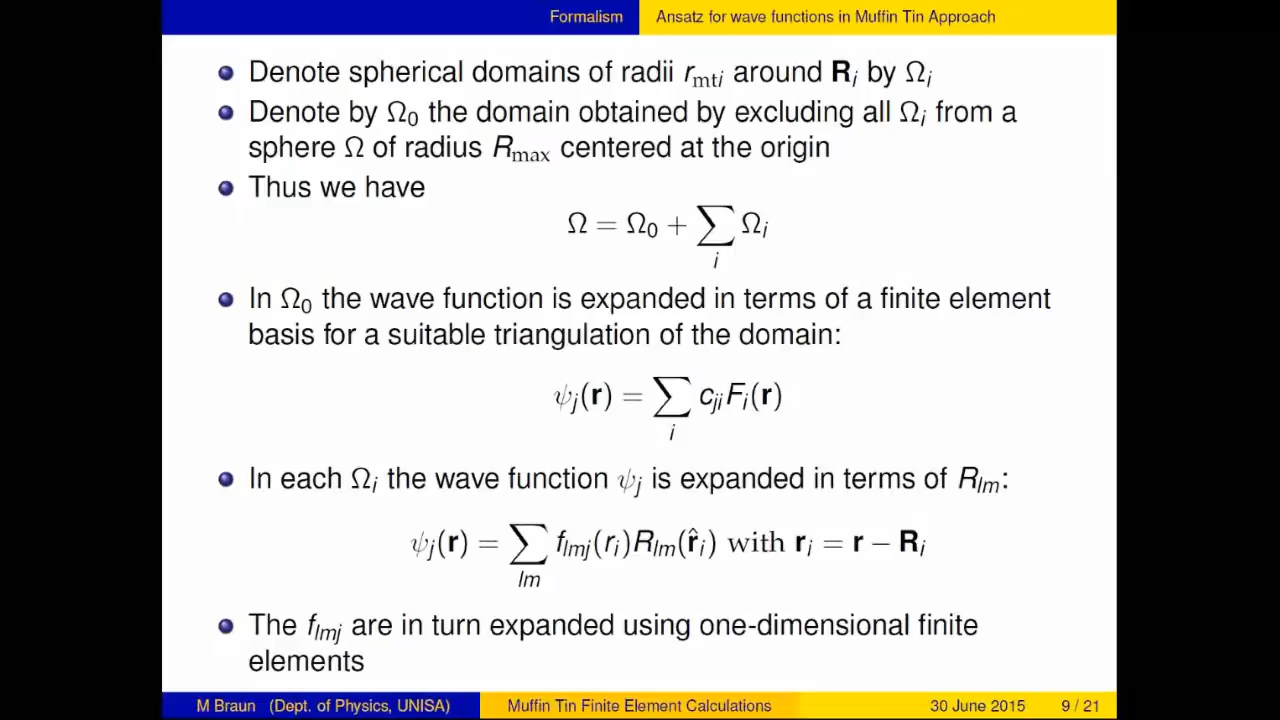 Formalism Ansatz for wave functions in Muffin Tin Approach
Denote spherical domains of radii r_mti around R_i by Ω_i
Denote by Ω_0 the domain obtained by excluding all Ω_i from a
sphere Ω of radius R_max centered at the origin
Thus we have
Ω = Ω_0 + ∑_i Ω_i
In Ω_0 the wave function is expanded in terms of a finite element
basis for a suitable triangulation of the domain:
ψ_j(r) = ∑_i c_ji F_i(r)
In each Ω_i the wave function ψ_j is expanded in terms of R_lm:
ψ_j(r) = ∑_lm f_lmj(r_i)R_lm(r̂_i) with r_i = r − R_i
The f_lmj are in turn expanded using one-dimensional finite
elements
M Braun (Dept. of Physics, UNISA) Muffin Tin Finite Element Calculations 30 June 2015 9 / 21